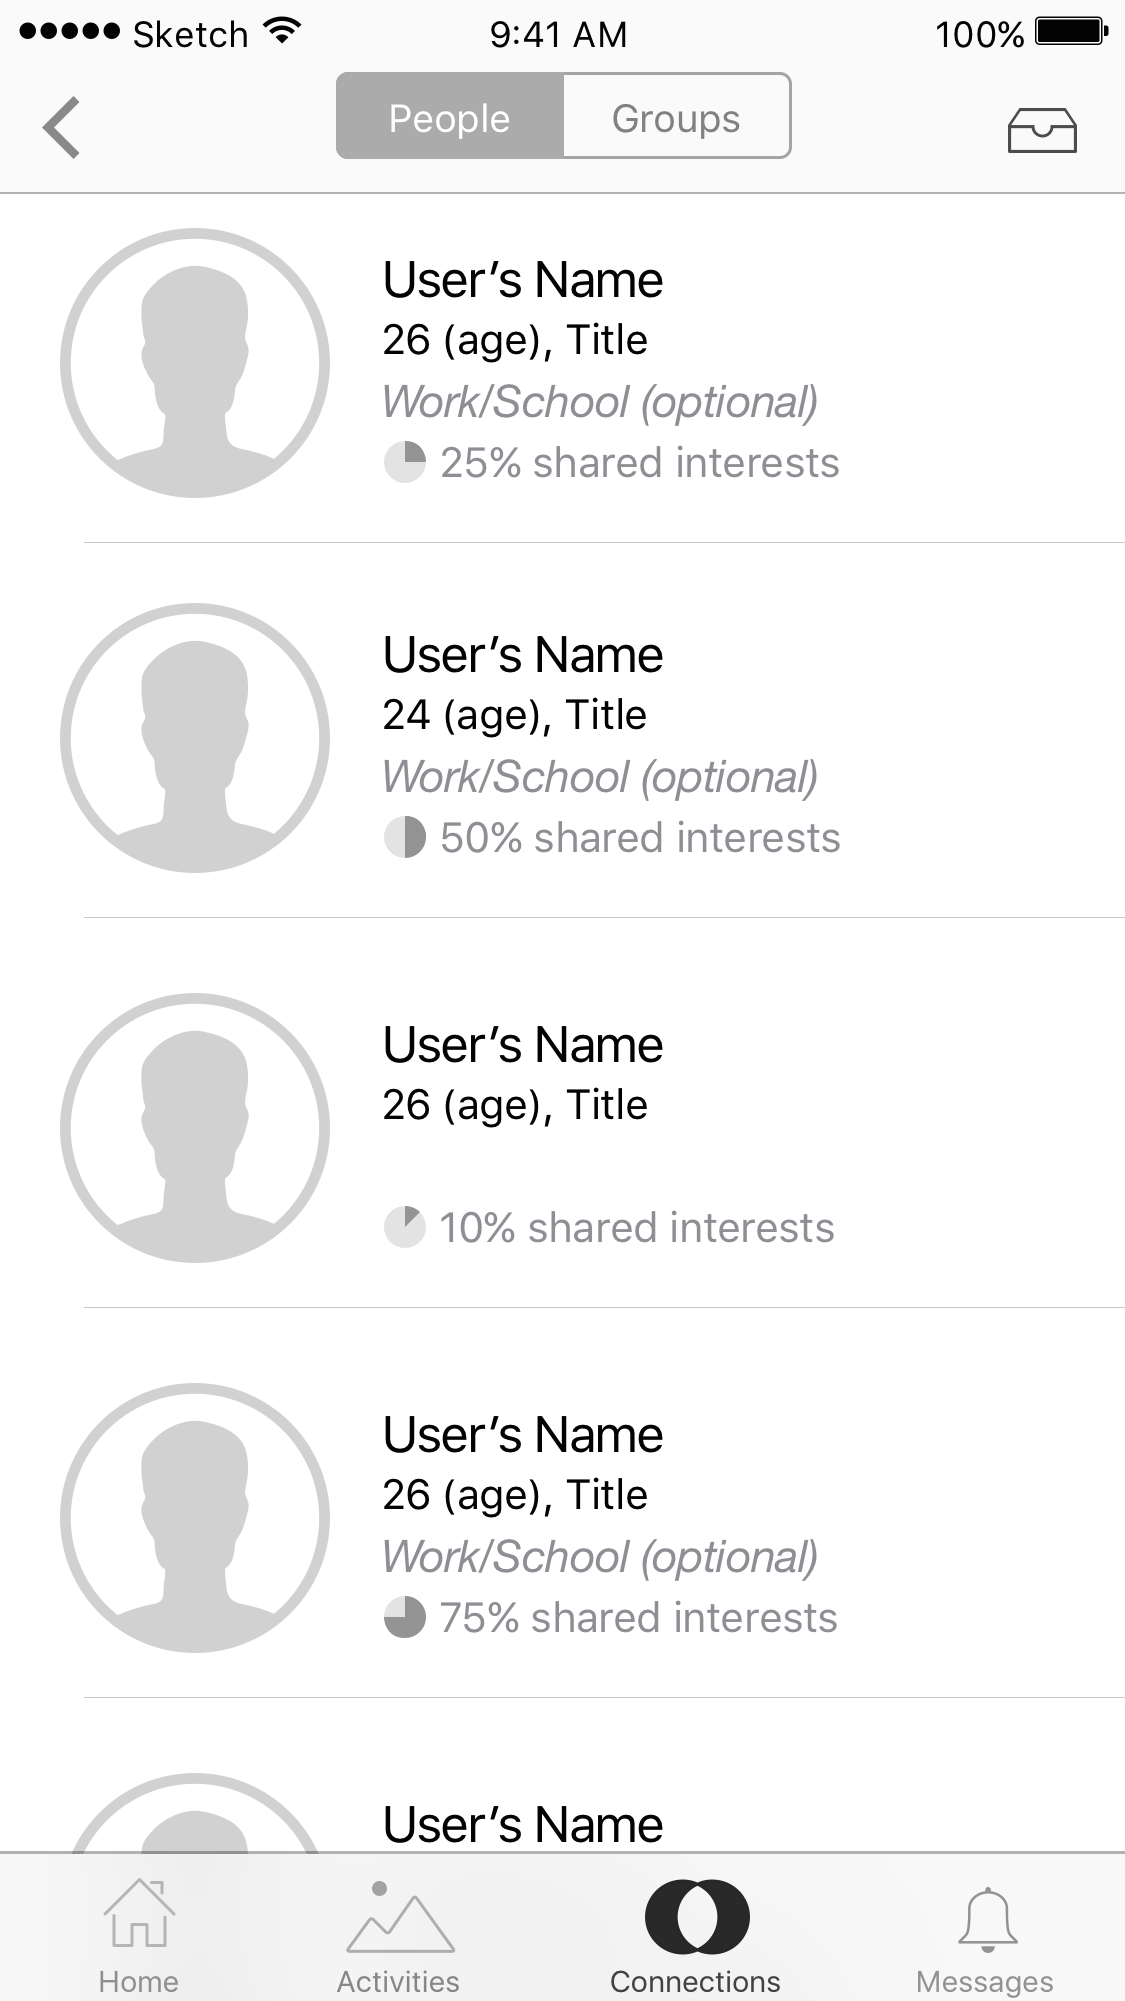 Sketch 9:41 AM 100%
People Groups
User’s Name
26 (age), Title
Work/School (optional)
25% shared interests
User’s Name
24 (age), Title
Work/School (optional)
50% shared interests
User’s Name
26 (age), Title
10% shared interests
User’s Name
26 (age), Title
Work/School (optional)
75% shared interests
User’s Name
Home Activities Connections Messages